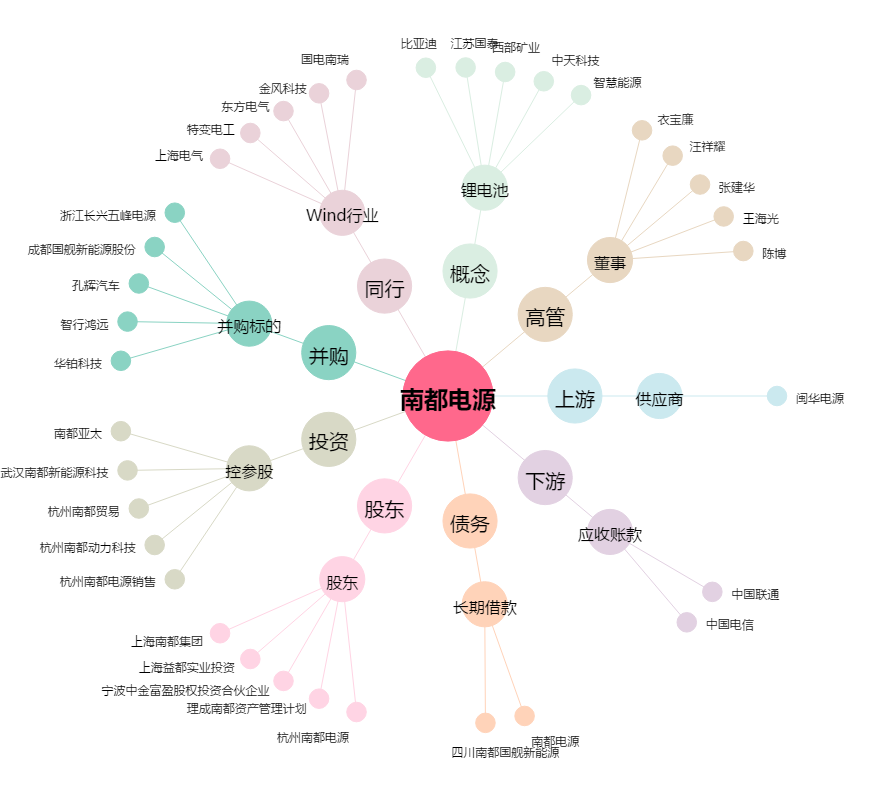 比亚迪
江苏国泰
西部矿业
中天科技
智慧能源
锂电池
概念
国电南瑞
金风科技
东方电气
特变电工
上海电气
Wind行业
同行
衣宝廉
汪祥耀
张建华
王海光
陈博
董事
高管
浙江长兴五峰电源
成都国舰新能源股份
孔辉汽车
智行鸿远
华铂科技
并购标的
并购
南都电源
上游
供应商
闽华电源
南都亚太
武汉南都新能源科技
杭州南都贸易
杭州南都动力科技
杭州南都电源销售
控参股
投资
下游
应收账款
中国联通
中国电信
股东
股东
上海南都集团
上海益都实业投资
宁波中金富盈股权投资合伙企业
理成南都资产管理计划
杭州南都电源
债务
长期借款
南都电源
四川南都国舰新能源